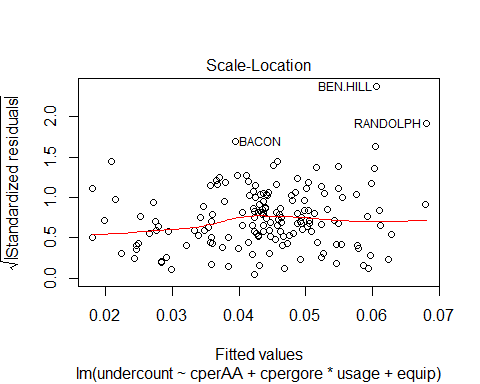 Scale-Location
√|Standardized residuals|
2.0
1.5
1.0
0.5
0.0
BEN.HILL
RANDOLPH
BACON
0.02 0.03 0.04 0.05 0.06 0.07
Fitted values
lm(undercount ~ cperAA + cpergore * usage + equip)